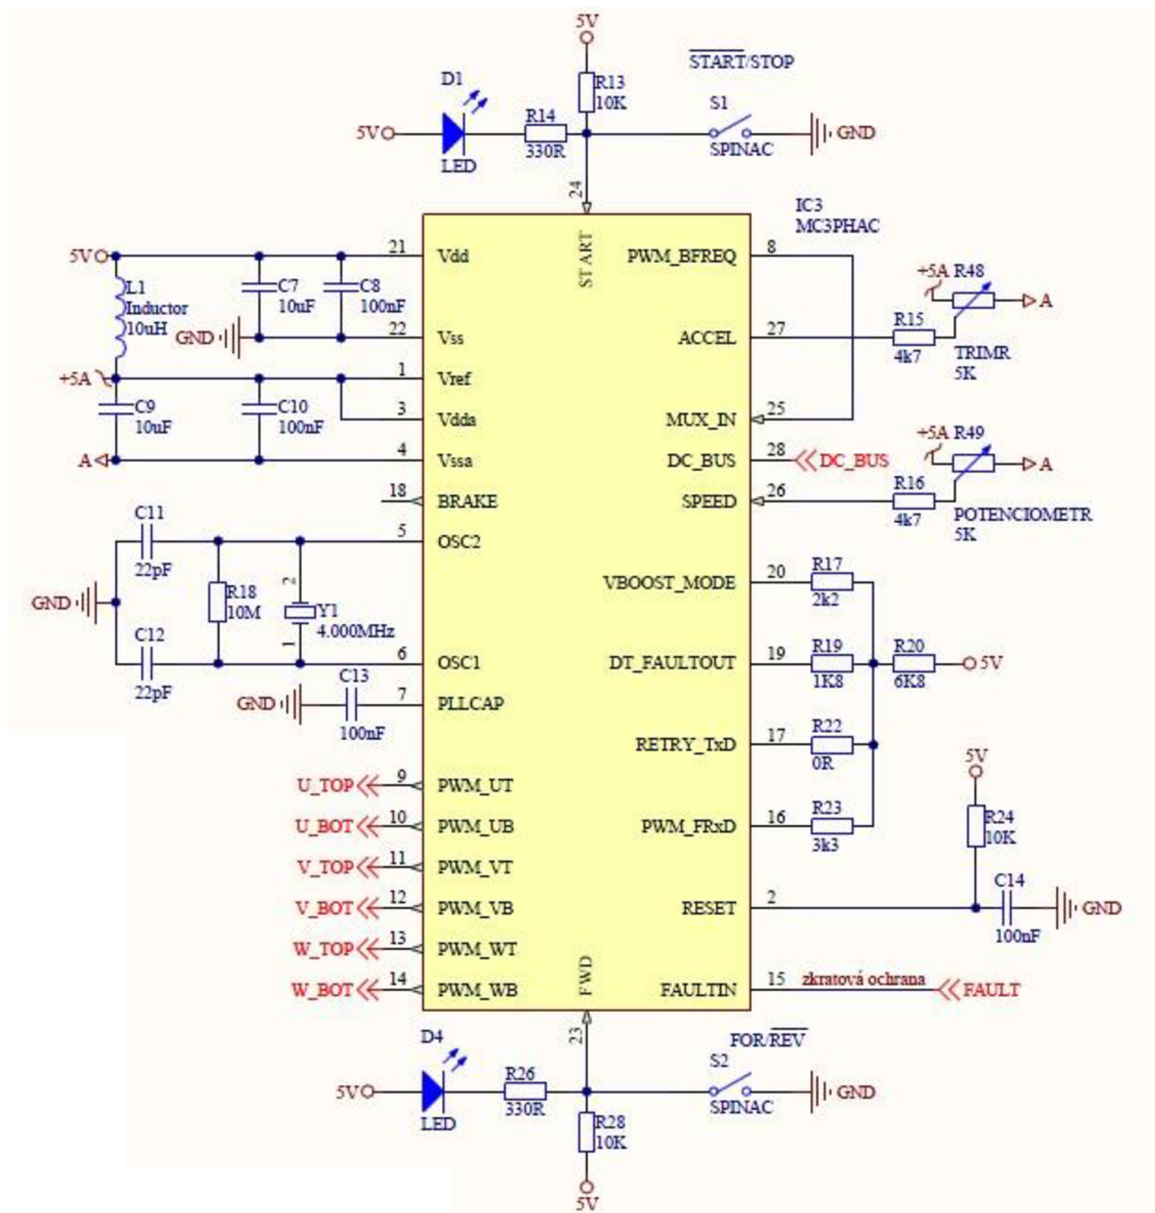 5V
START/STOP
D1
R13
10K
S1
R14
5V
GND
330R
SPINAC
LED
24
IC3
MC3PHAC
START
5V
21
Vdd
PWM_BFREQ
8
L1
Inductor
10uH
C7
10uF
C8
100nF
+5A
R48
A
R15
4k7
GND
22
Vss
ACCEL
27
TRIMR
5K
+5A
1
Vref
C9
10uF
C10
100nF
3
Vdda
MUX_IN
25
+5A
R49
A
A
4
Vssa
DC_BUS
28
DC_BUS
R16
4k7
18
BRAKE
SPEED
26
POTENCIOMETR
5K
C11
22pF
5
OSC2
R17
2k2
VBOOST_MODE
20
GND
R18
10M
2
Y1
4.000MHz
1
C12
22pF
6
OSC1
DT_FAULTOUT
19
R19
1K8
R20
6K8
5V
C13
GND
100nF
7
PLLCAP
R22
0R
RETRY_TxD
17
5V
U_TOP
9
PWM_UT
U_BOT
10
PWM_UB
PWM_FRxD
16
R23
3k3
R24
10K
V_TOP
11
PWM_VT
C14
100nF
GND
V_BOT
12
PWM_VB
RESET
2
W_TOP
13
PWM_WT
W_BOT
14
PWM_WB
FWD
FAULTIN
15
zkratová ochrana
FAULT
23
D4
FOR/REV
S2
R26
5V
330R
SPINAC
GND
LED
R28
10K
5V